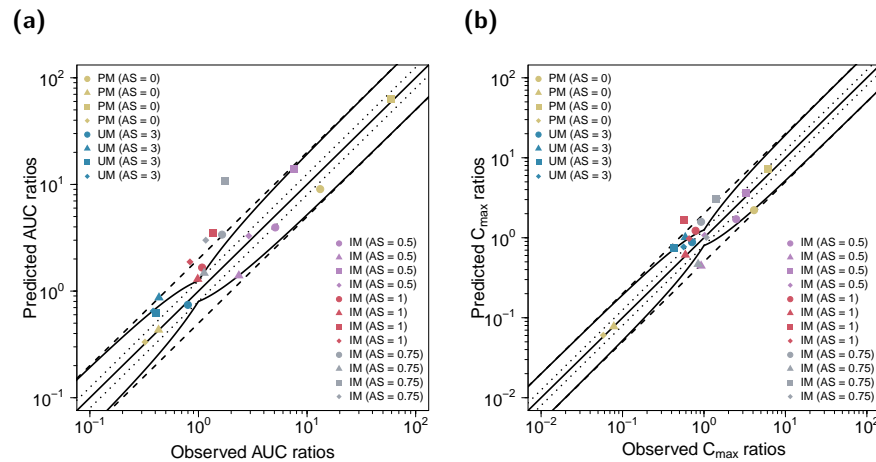 (a)
Predicted AUC ratios
10²
10¹
10⁰
10⁻¹
PM (AS = 0)
PM (AS = 0)
PM (AS = 0)
PM (AS = 0)
UM (AS = 3)
UM (AS = 3)
UM (AS = 3)
UM (AS = 3)
IM (AS = 0.5)
IM (AS = 0.5)
IM (AS = 0.5)
IM (AS = 0.5)
IM (AS = 1)
IM (AS = 1)
IM (AS = 1)
IM (AS = 1)
IM (AS = 0.75)
IM (AS = 0.75)
IM (AS = 0.75)
IM (AS = 0.75)
10⁻¹ 10⁰ 10¹ 10²
Observed AUC ratios
(b)
Predicted Cmax ratios
10²
10¹
10⁰
10⁻¹
10⁻²
PM (AS = 0)
PM (AS = 0)
PM (AS = 0)
PM (AS = 0)
UM (AS = 3)
UM (AS = 3)
UM (AS = 3)
UM (AS = 3)
IM (AS = 0.5)
IM (AS = 0.5)
IM (AS = 0.5)
IM (AS = 0.5)
IM (AS = 1)
IM (AS = 1)
IM (AS = 1)
IM (AS = 1)
IM (AS = 0.75)
IM (AS = 0.75)
IM (AS = 0.75)
IM (AS = 0.75)
10⁻² 10⁻¹ 10⁰ 10¹ 10²
Observed Cmax ratios